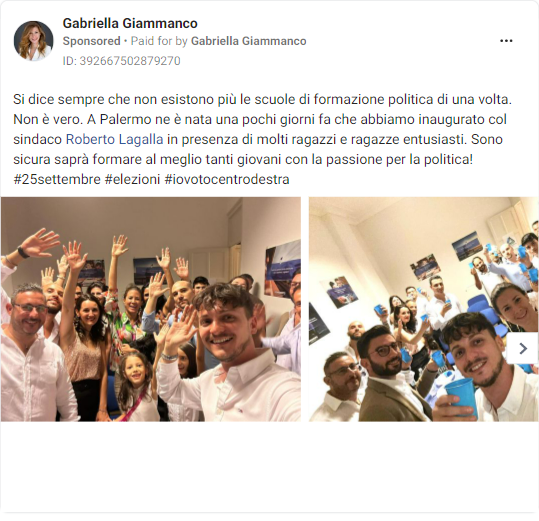 Gabriella Giammanco
Sponsored • Paid for by Gabriella Giammanco
ID: 392667502879270
Si dice sempre che non esistono più le scuole di formazione politica di una volta.
Non è vero. A Palermo ne è nata una pochi giorni fa che abbiamo inaugurato col
sindaco Roberto Lagalla in presenza di molti ragazzi e ragazze entusiasti. Sono
sicura saprà formare al meglio tanti giovani con la passione per la politica!
#25settembre #elezioni #iovotocentrodestra